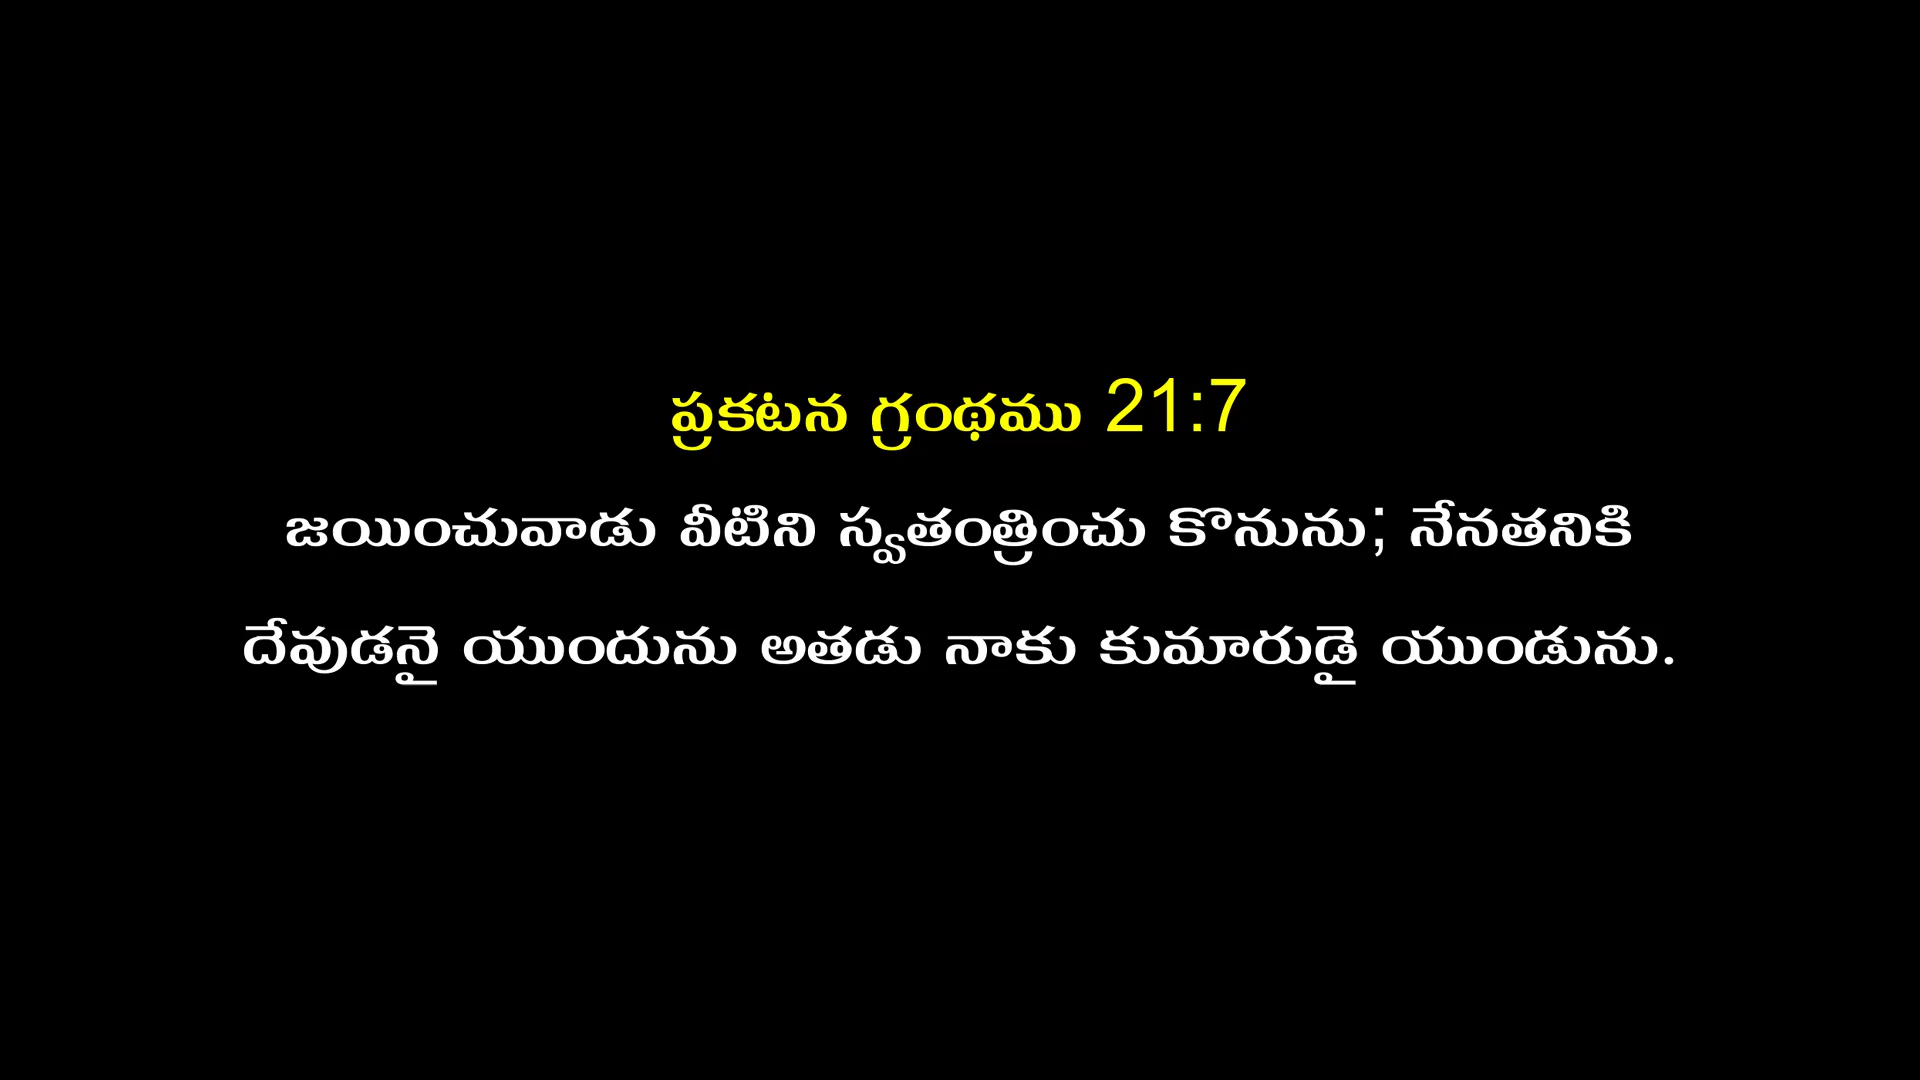 ప్రకటన గ్రంథము 21:7
జయించువాడు వీటిని స్వతంత్రించు కొనును; నేనతనికి
దేవుడనై యుందును అతడు నాకు కుమారుడై యుండును.